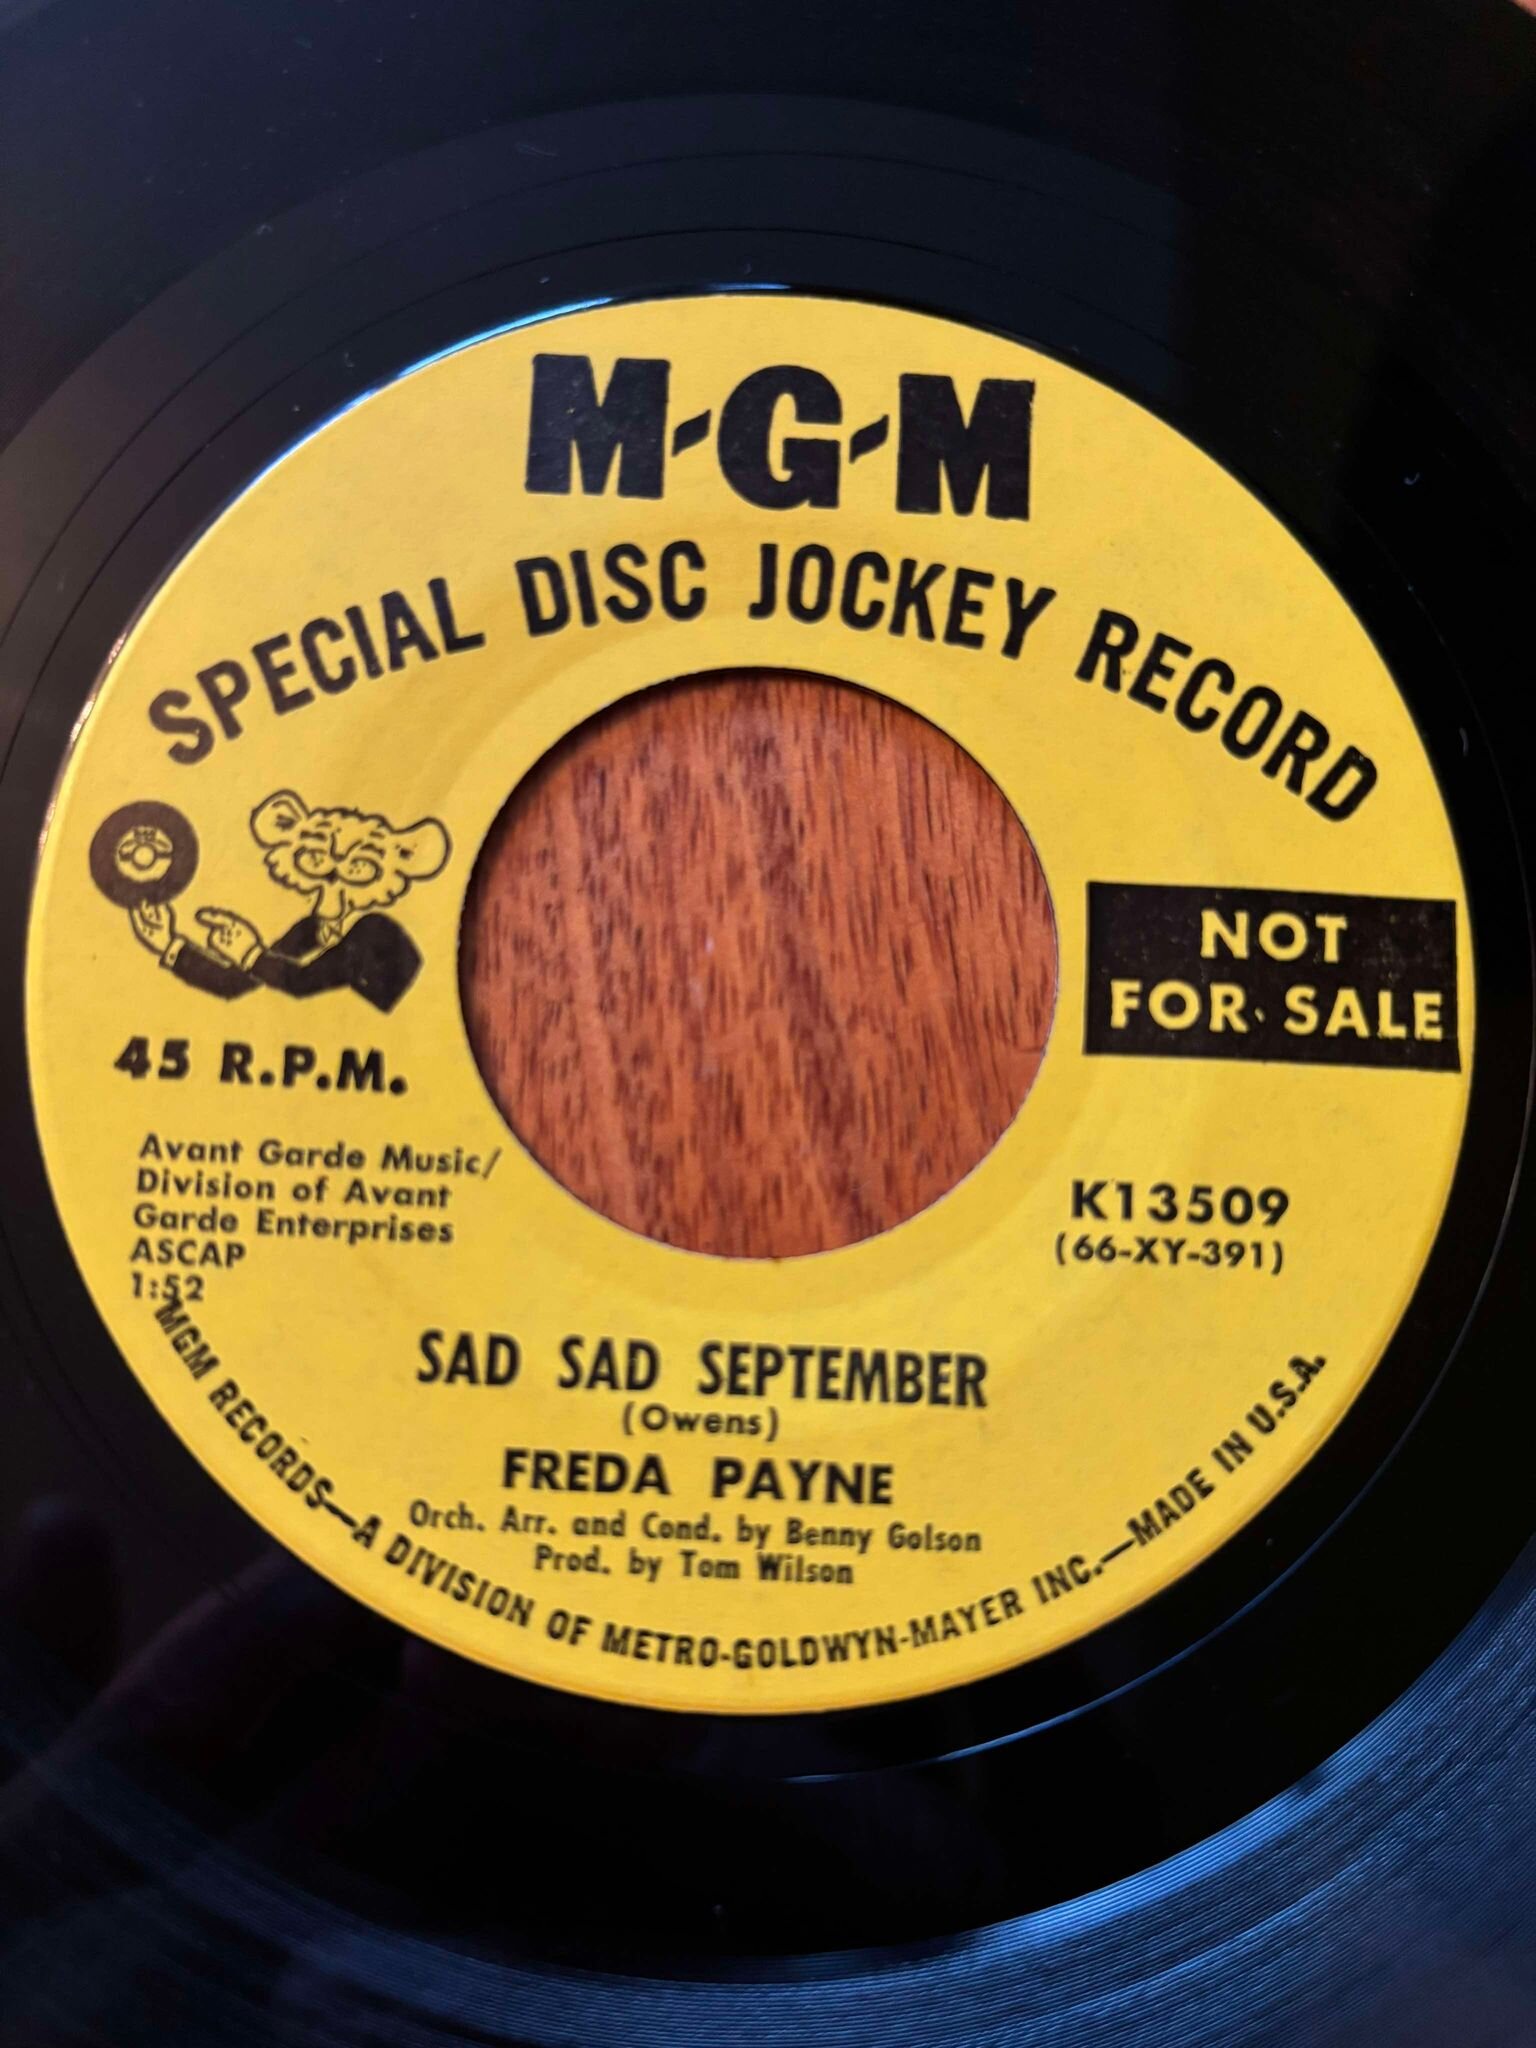 M-G-M
SPECIAL DISC JOCKEY RECORD
NOT
FOR SALE
45 R.P.M.
Avant Garde Music/
Division of Avant
Garde Enterprises
ASCAP
1:52
K13509
(66-XY-391)
SAD SAD SEPTEMBER
(Owens)
FREDA PAYNE
Orch. Arr. and Cond. by Benny Golson
Prod. by Tom Wilson
MGM RECORDS—A DIVISION OF METRO-GOLDWYN-MAYER INC.—MADE IN U.S.A.